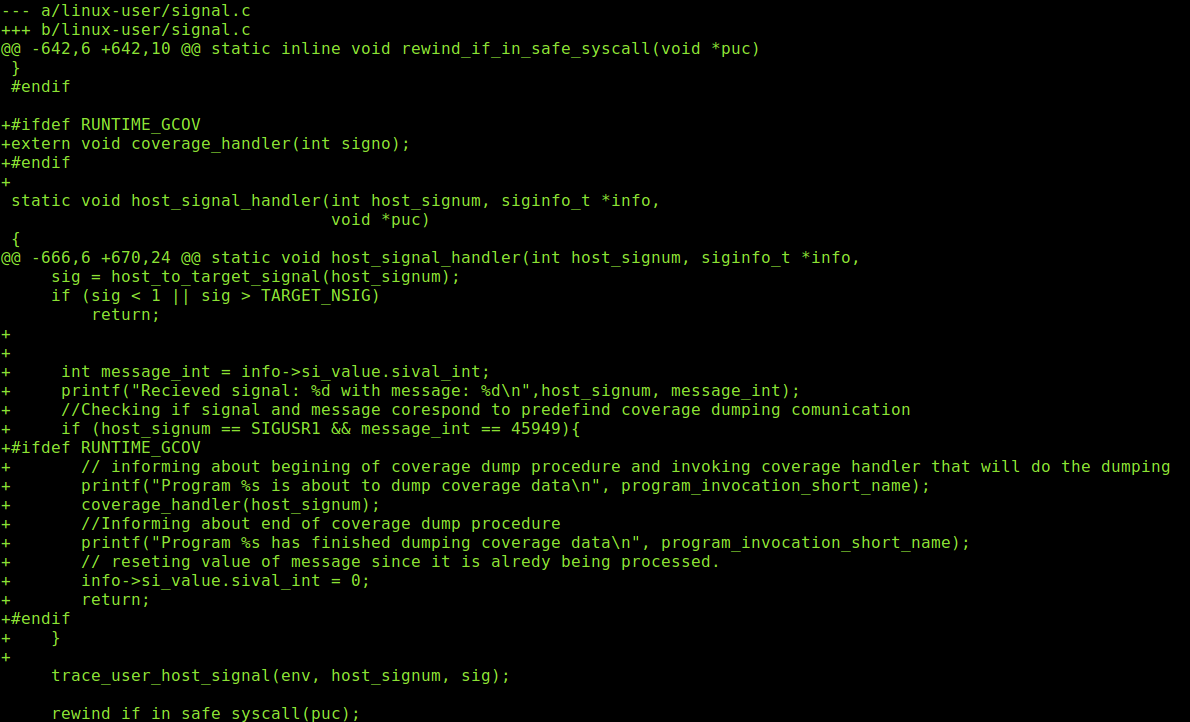 --- a/linux-user/signal.c
+++ b/linux-user/signal.c
@@ -642,6 +642,10 @@ static inline void rewind_if_in_safe_syscall(void *puc)
 }
 #endif

+#ifdef RUNTIME_GCOV
+extern void coverage_handler(int signo);
+#endif
+
 static void host_signal_handler(int host_signum, siginfo_t *info,
                                 void *puc)
 {
@@ -666,6 +670,24 @@ static void host_signal_handler(int host_signum, siginfo_t *info,
     sig = host_to_target_signal(host_signum);
     if (sig < 1 || sig > TARGET_NSIG)
         return;
+
+
+     int message_int = info->si_value.sival_int;
+     printf("Recieved signal: %d with message: %d\n",host_signum, message_int);
+     //Checking if signal and message corespond to predefind coverage dumping comunication
+     if (host_signum == SIGUSR1 && message_int == 45949){
+#ifdef RUNTIME_GCOV
+       // informing about begining of coverage dump procedure and invoking coverage handler that will do the dumping
+       printf("Program %s is about to dump coverage data\n", program_invocation_short_name);
+       coverage_handler(host_signum);
+       //Informing about end of coverage dump procedure
+       printf("Program %s has finished dumping coverage data\n", program_invocation_short_name);
+       // reseting value of message since it is alredy being processed.
+       info->si_value.sival_int = 0;
+       return;
+#endif
+    }
+
     trace_user_host_signal(env, host_signum, sig);

     rewind_if_in_safe_syscall(puc);